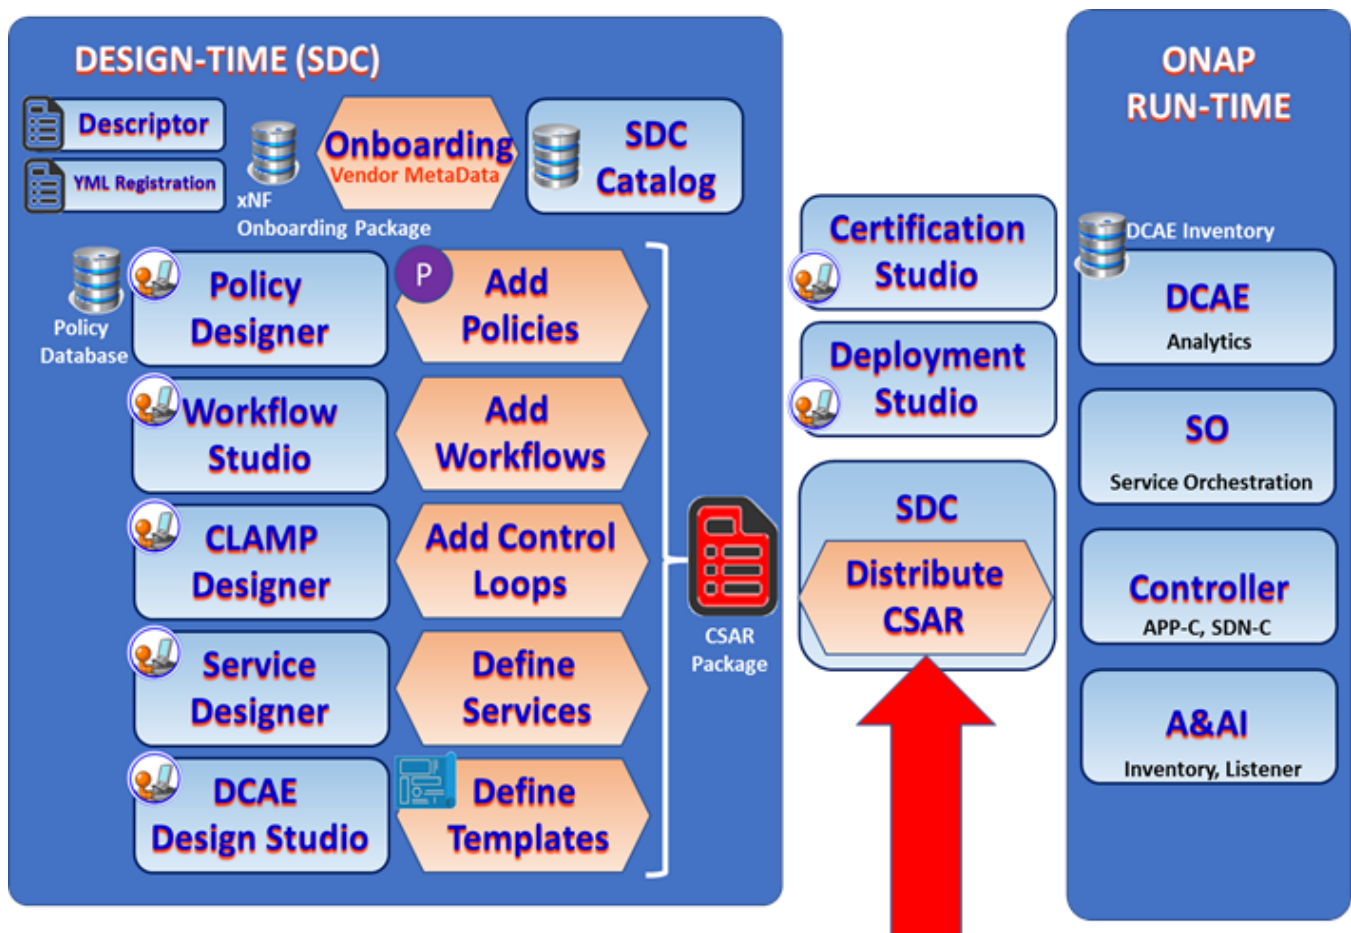 DESIGN-TIME (SDC)
Descriptor
YML Registration
xNF
Onboarding Package
Onboarding
Vendor MetaData
SDC
Catalog
Policy
Database
Policy
Designer
P
Add
Policies
Workflow
Studio
Add
Workflows
CLAMP
Designer
Add Control
Loops
Service
Designer
Define
Services
DCAE
Design Studio
Define
Templates
CSAR
Package
Certification
Studio
Deployment
Studio
SDC
Distribute
CSAR
ONAP
RUN-TIME
DCAE Inventory
DCAE
Analytics
SO
Service Orchestration
Controller
APP-C, SDN-C
A&AI
Inventory, Listener